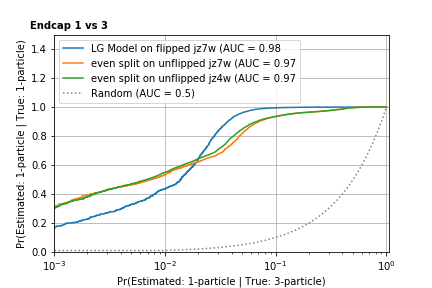 Endcap 1 vs 3
LG Model on flipped jz7w (AUC = 0.98
even split on unflipped jz7w (AUC = 0.97
even split on unflipped jz4w (AUC = 0.97
Random (AUC = 0.5)
Pr(Estimated: 1-particle | True: 1-particle)
1.4
1.2
1.0
0.8
0.6
0.4
0.2
0.0
10⁻³ 10⁻² 10⁻¹ 10⁰
Pr(Estimated: 1-particle | True: 3-particle)